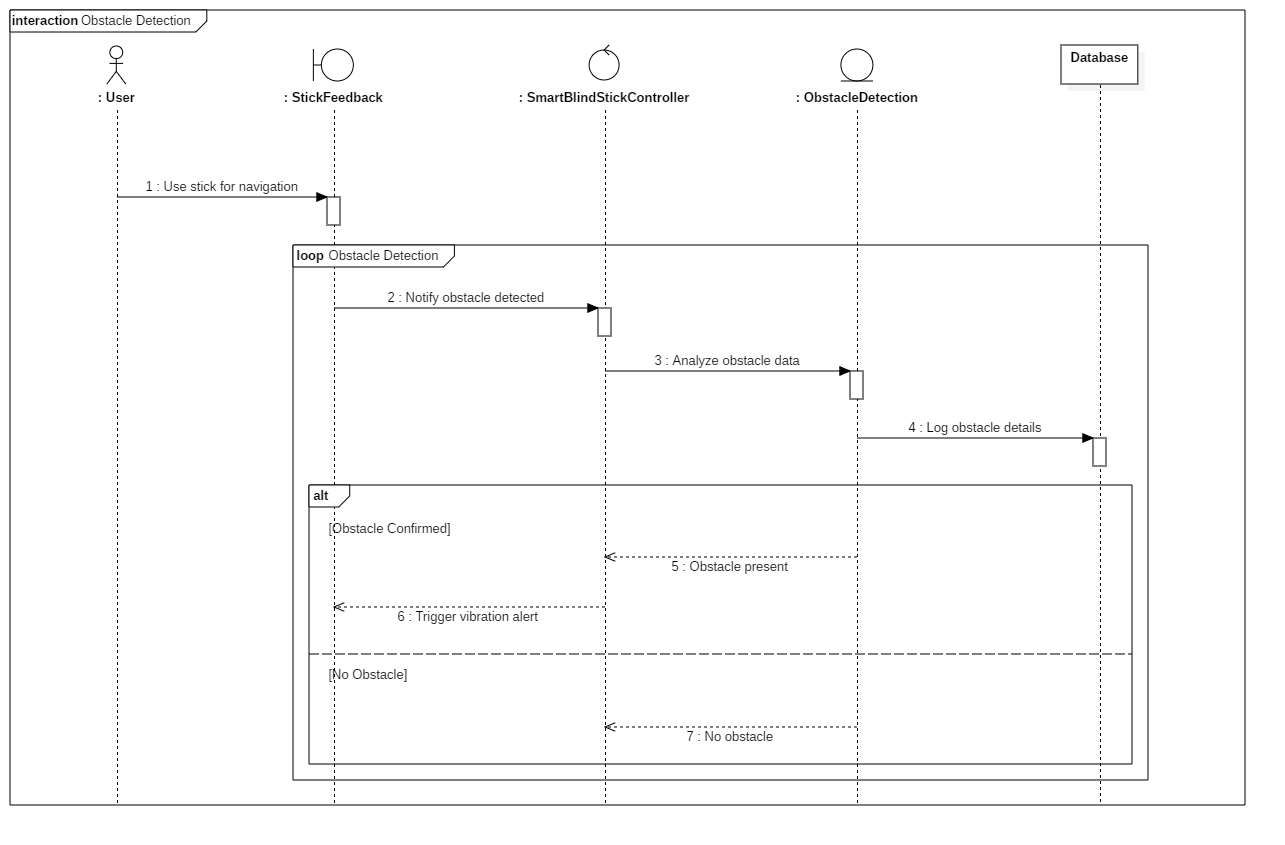 interaction Obstacle Detection
: User
: StickFeedback
: SmartBlindStickController
: ObstacleDetection
Database
1 : Use stick for navigation
loop Obstacle Detection
2 : Notify obstacle detected
3 : Analyze obstacle data
4 : Log obstacle details
alt
[Obstacle Confirmed]
5 : Obstacle present
6 : Trigger vibration alert
[No Obstacle]
7 : No obstacle